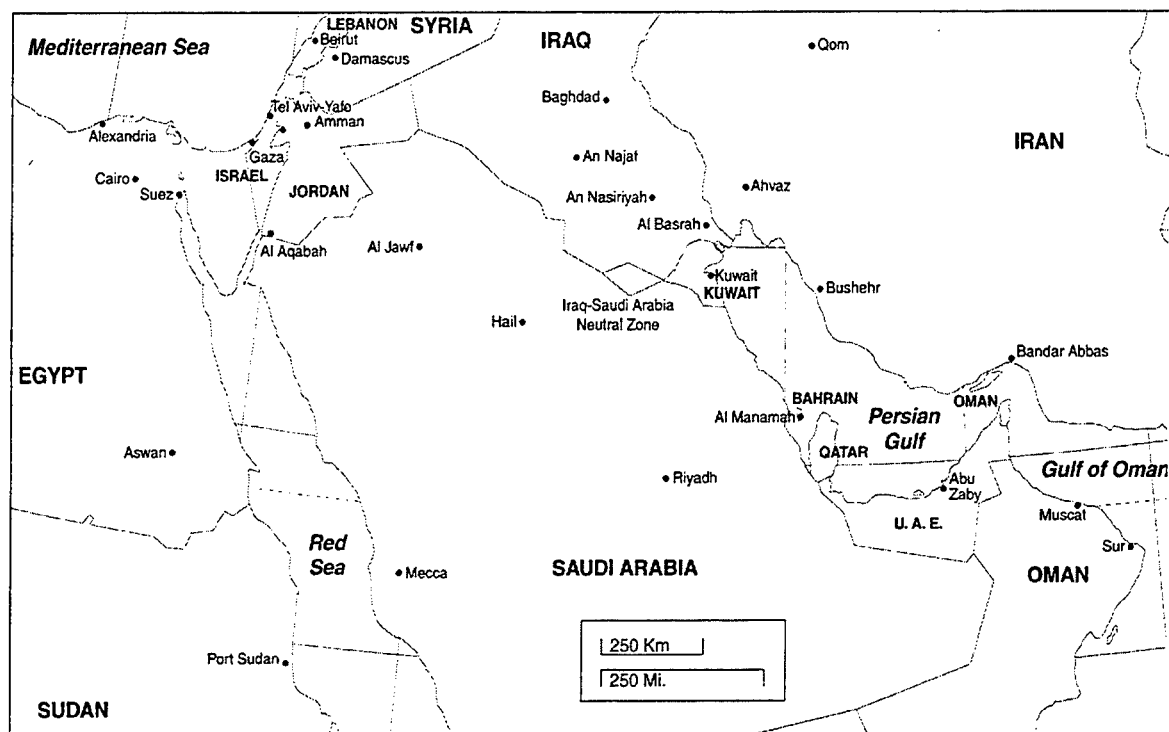 LEBANON
SYRIA
Mediterranean Sea
Beirut
IRAQ
Qom
Damascus
Baghdad
Tel Aviv-Yafo
Amman
Alexandria
IRAN
Gaza
An Najaf
Cairo
ISRAEL
Suez
JORDAN
An Nasiriyah
Ahvaz
Al Basrah
Al Aqabah
Al Jawf
Kuwait
KUWAIT
Bushehr
Iraq-Saudi Arabia
Neutral Zone
Hail
Bandar Abbas
EGYPT
BAHRAIN
OMAN
Al Manamah
Persian
Gulf
Aswan
QATAR
Riyadh
Gulf of Oman
Abu
Zaby
Muscat
U. A. E.
Red
Sea
Sur
Mecca
SAUDI ARABIA
OMAN
250 Km
Port Sudan
250 Mi.
SUDAN